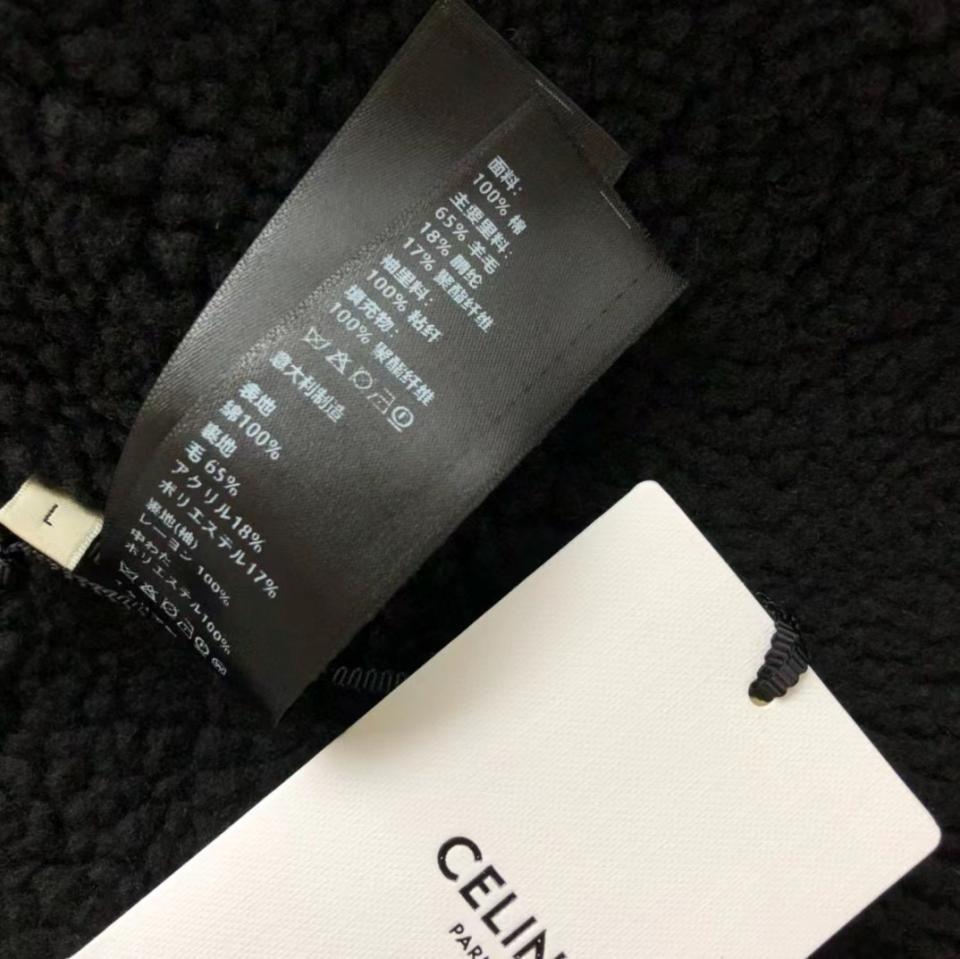 面料:
100% 棉
主要里料:
65% 羊毛
18% 腈纶
17% 聚酯纤维
袖里料:
100% 粘纤
填充物:
100% 聚酯纤维
意大利制造
表地
綿100%
裏地
毛 65%
アクリル18%
ポリエステル17%
裏地(袖)
レーヨン 100%
中わた
ポリエステル100%
L
CELIN
PAR